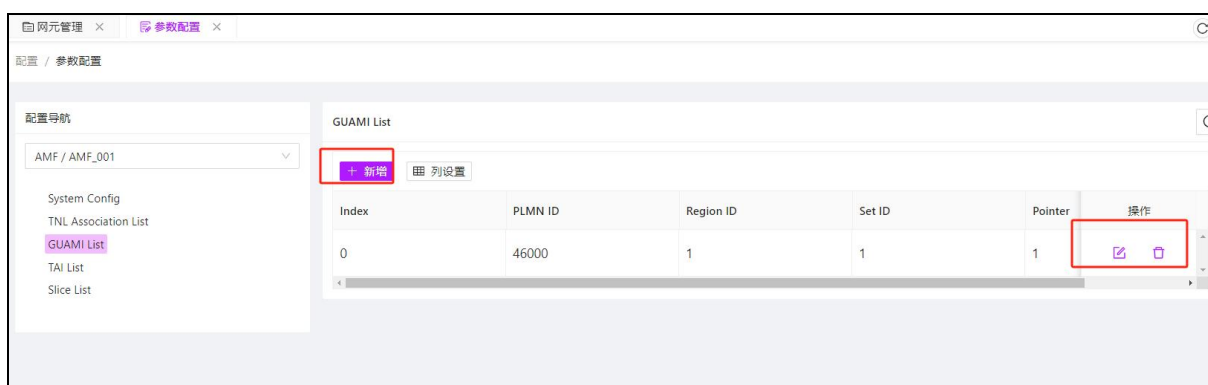 网元管理 参数配置
配置 / 参数配置
配置导航
AMF / AMF_001
System Config
TNL Association List
GUAMI List
TAI List
Slice List
GUAMI List
新增 列设置
Index PLMN ID Region ID Set ID Pointer 操作
0 46000 1 1 1